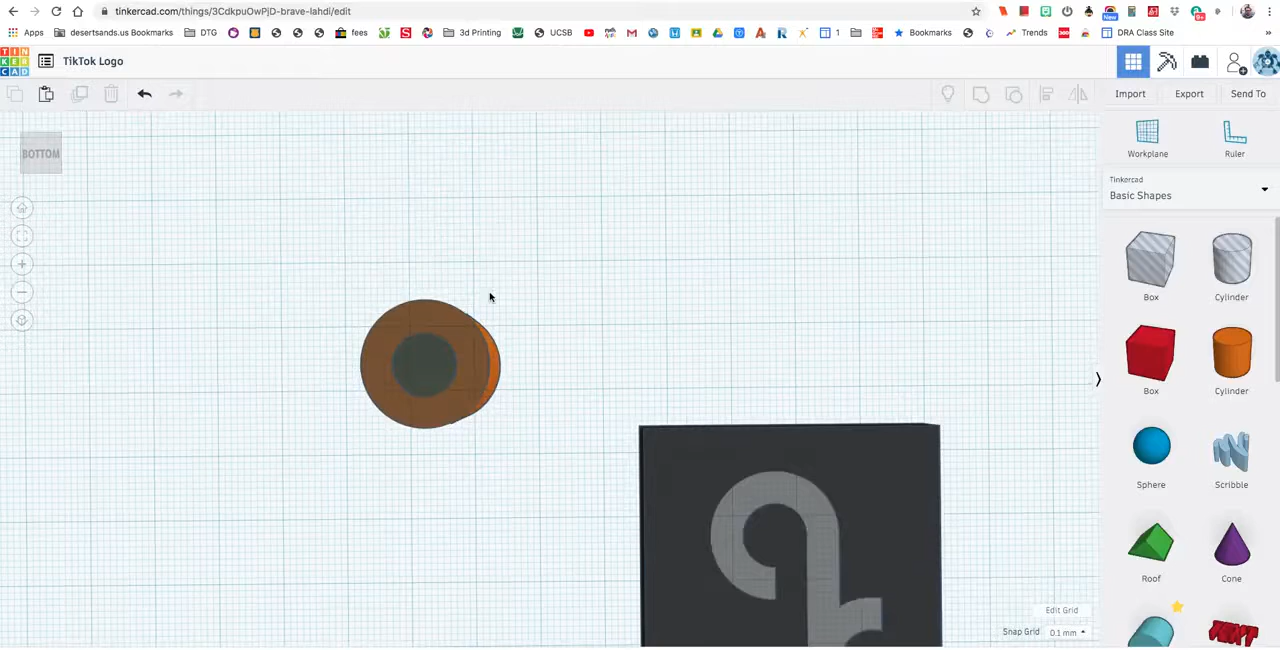 tinkercad.com/things/3CdkpuOwPjD-brave-lahdi/edit
Apps desertsands.us Bookmarks DTG fees 3d Printing UCSB 1 Bookmarks Trends DRA Class Site »
New
TIN
KER
CAD
TikTok Logo
Import Export Send To
BOTTOM
Workplane Ruler
Tinkercad
Basic Shapes
Box Cylinder
Box Cylinder
Sphere Scribble
Roof Cone
TEXT
Edit Grid
Snap Grid 0.1 mm